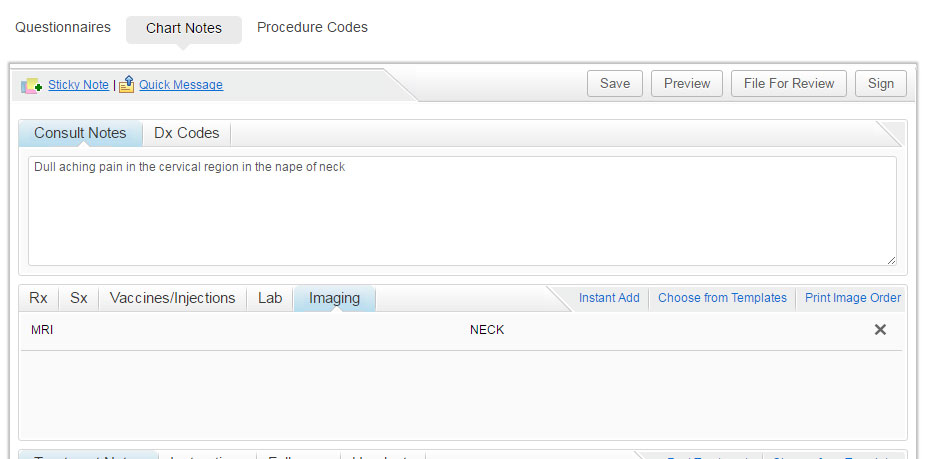 Questionnaires Chart Notes Procedure Codes
Sticky Note | Quick Message Save Preview File For Review Sign
Consult Notes Dx Codes
Dull aching pain in the cervical region in the nape of neck
Rx Sx Vaccines/Injections Lab Imaging Instant Add Choose from Templates Print Image Order
MRI NECK